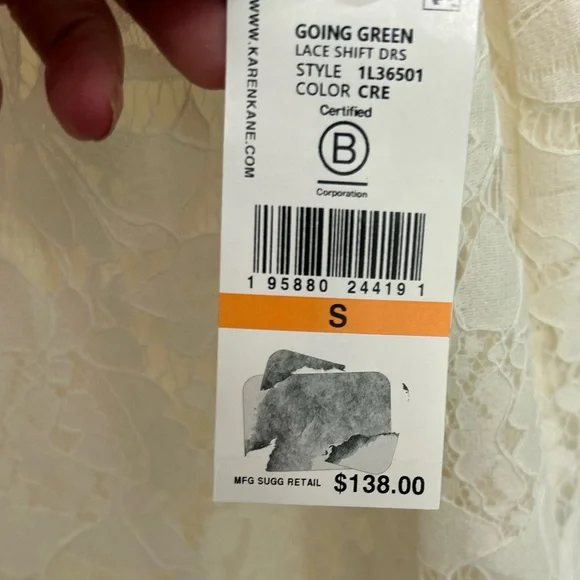 WWW.KARENKANE.COM
GOING GREEN
LACE SHIFT DRS
STYLE 1L36501
COLOR CRE
Certified
B
Corporation
1 95880 24419 1
S
MFG SUGG RETAIL $138.00